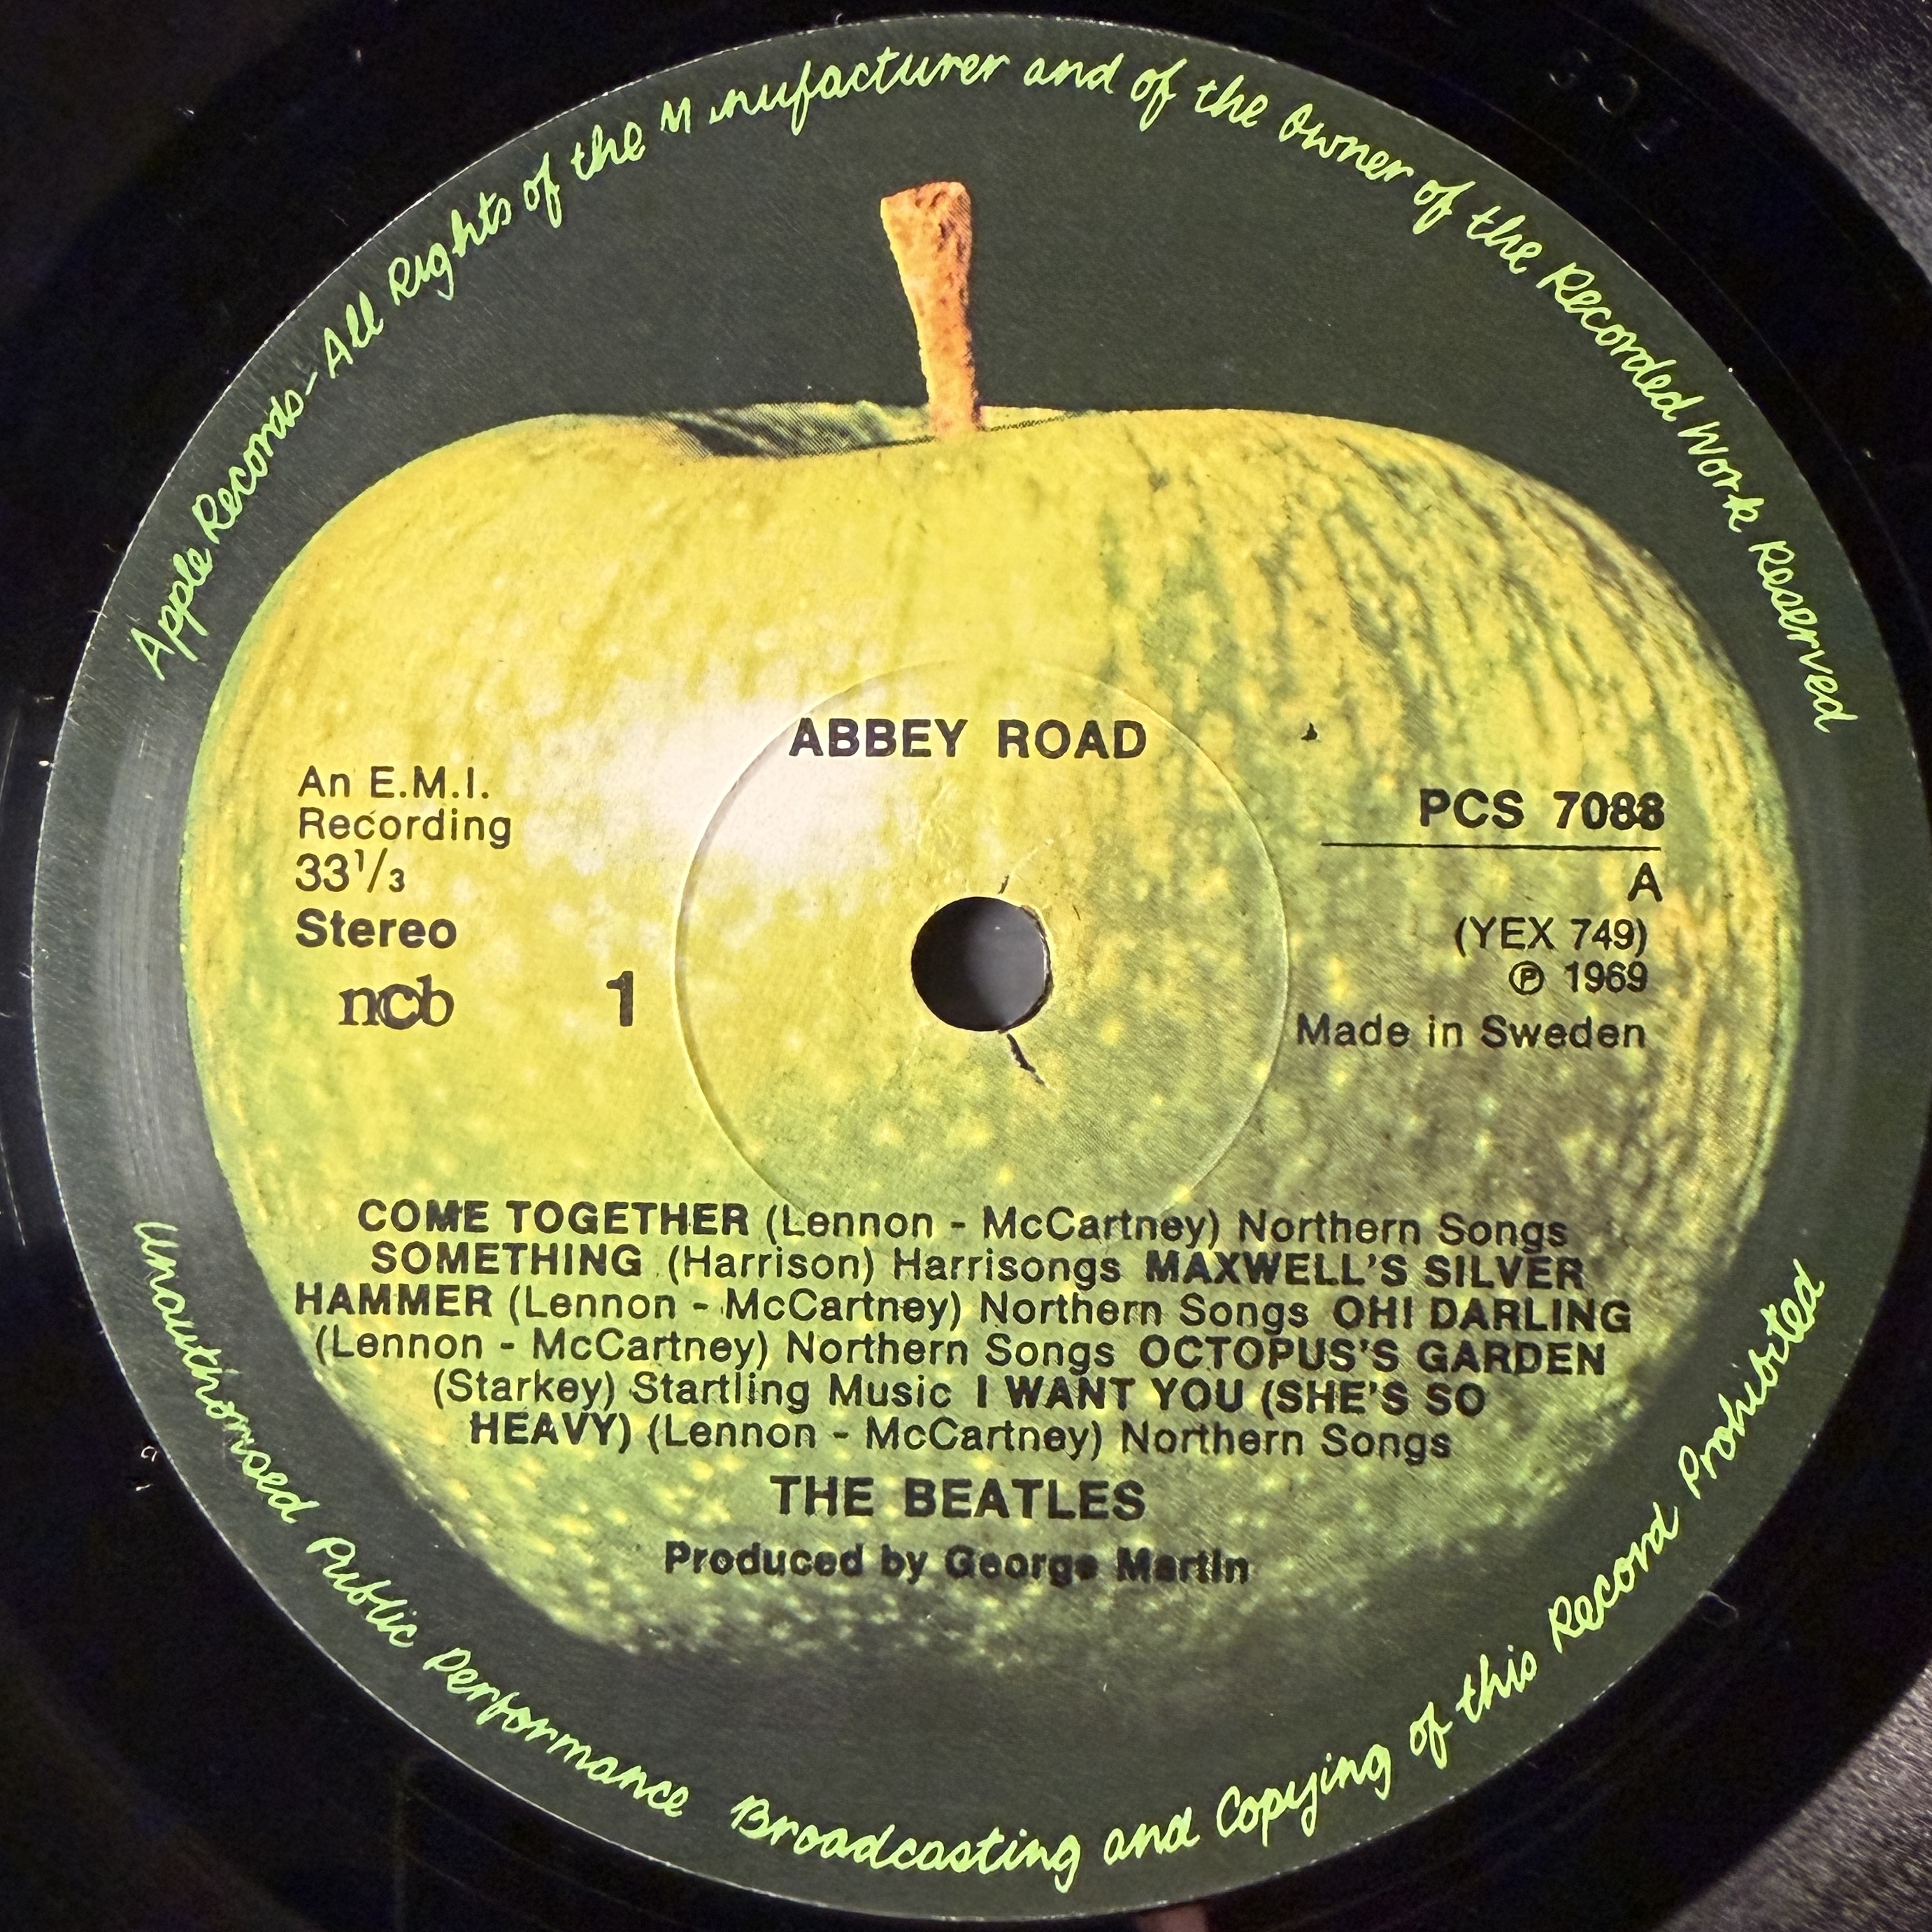 Apple Records - All Rights of the Manufacturer and of the Owner of the Recorded Work Reserved
ABBEY ROAD
An E.M.I.
Recording
33 1/3
Stereo
ncb
1
PCS 7088
A
(YEX 749)
℗ 1969
Made in Sweden
COME TOGETHER (Lennon - McCartney) Northern Songs
SOMETHING (Harrison) Harrisongs MAXWELL'S SILVER
HAMMER (Lennon - McCartney) Northern Songs OH! DARLING
(Lennon - McCartney) Northern Songs OCTOPUS'S GARDEN
(Starkey) Startling Music I WANT YOU (SHE'S SO
HEAVY) (Lennon - McCartney) Northern Songs
THE BEATLES
Produced by George Martin
Unauthorised Public Performance Broadcasting and Copying of this Record Prohibited